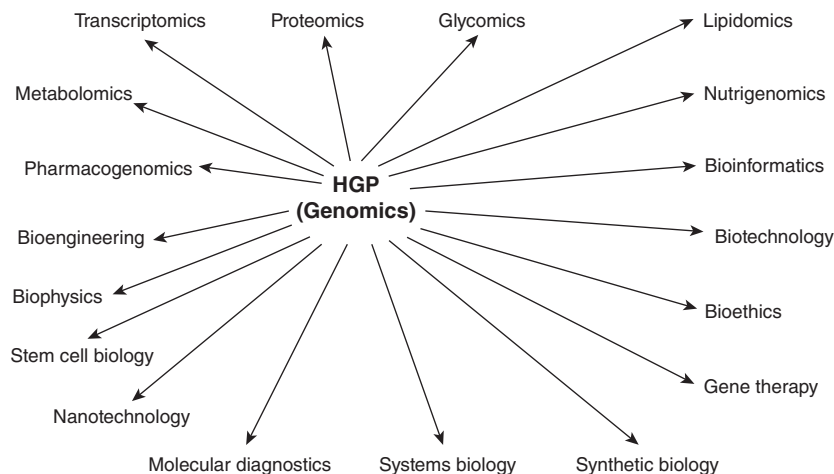 Transcriptomics
Proteomics
Glycomics
Lipidomics
Metabolomics
Nutrigenomics
Pharmacogenomics
Bioinformatics
HGP
(Genomics)
Bioengineering
Biotechnology
Biophysics
Bioethics
Stem cell biology
Gene therapy
Nanotechnology
Molecular diagnostics
Systems biology
Synthetic biology